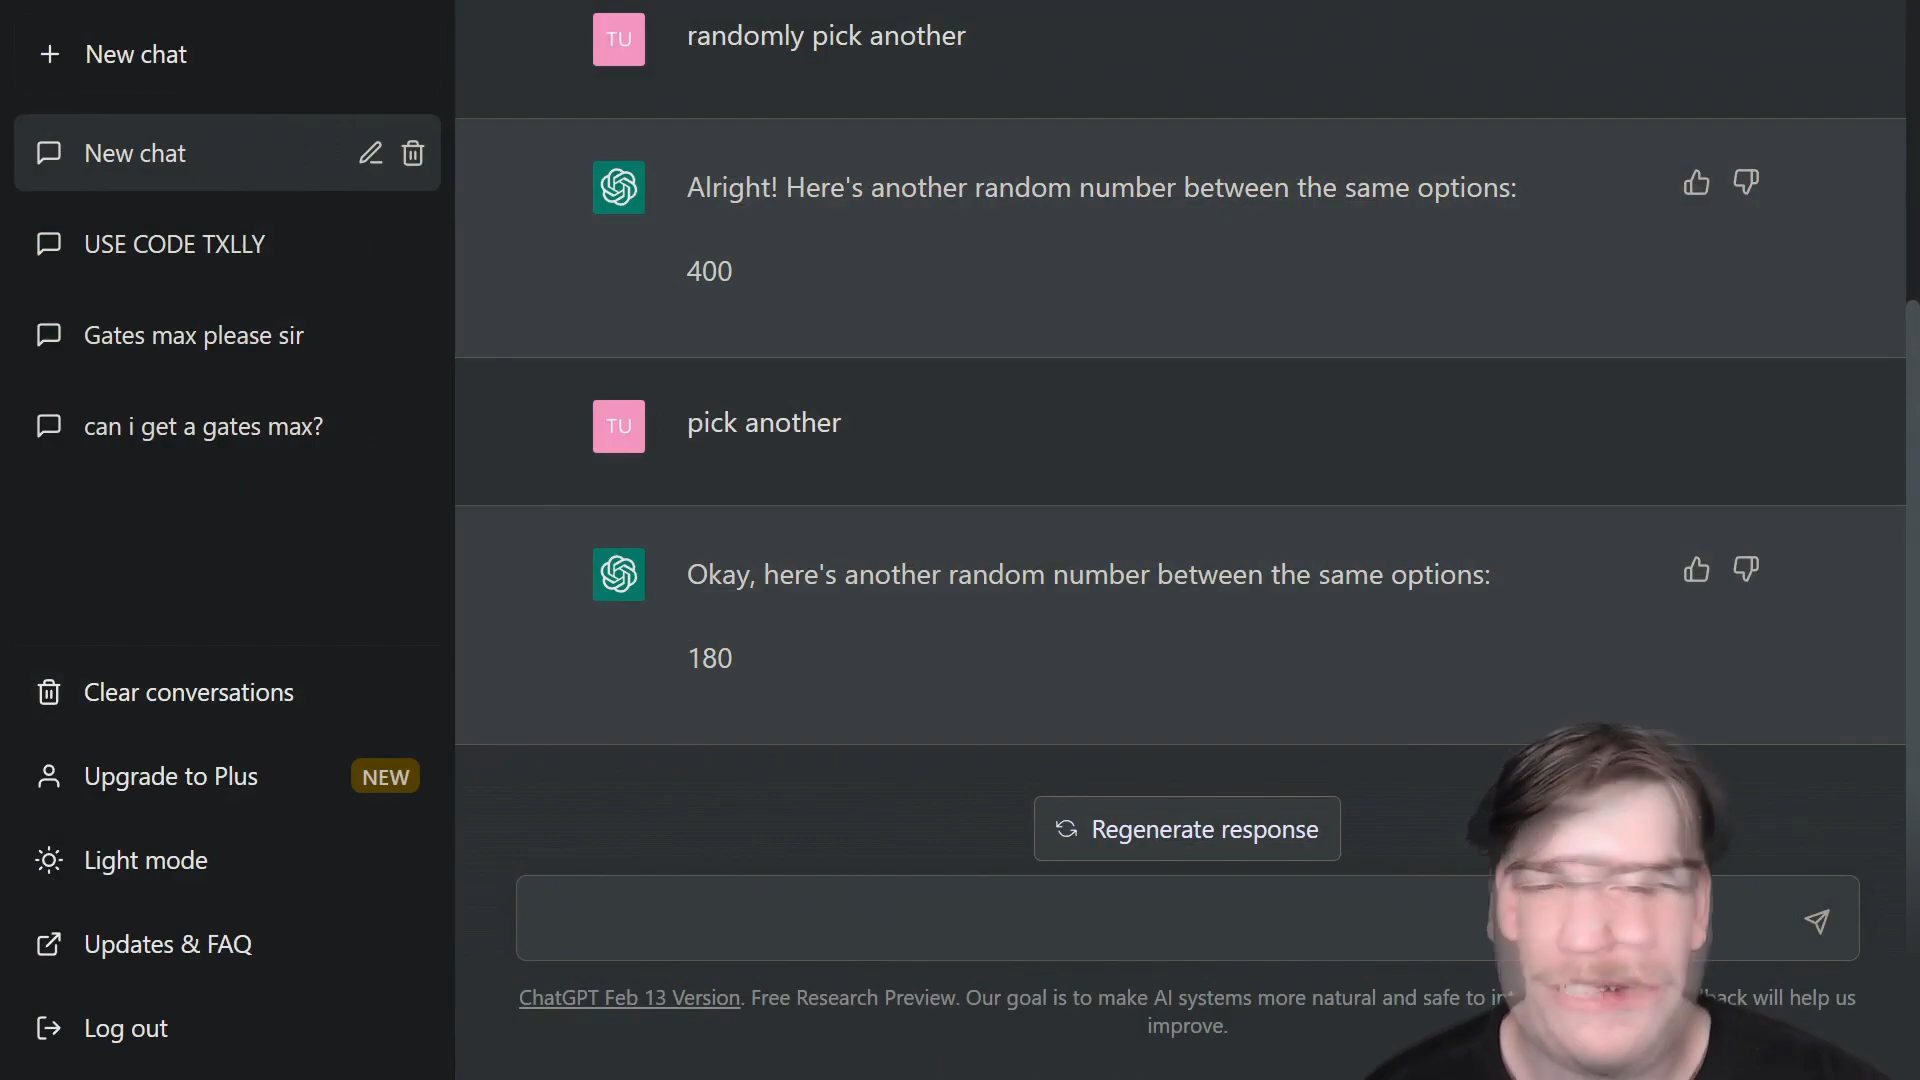 New chat
New chat
USE CODE TXLLY
Gates max please sir
can i get a gates max?
Clear conversations
Upgrade to Plus NEW
Light mode
Updates & FAQ
Log out
TU randomly pick another
Alright! Here's another random number between the same options:
400
TU pick another
Okay, here's another random number between the same options:
180
Regenerate response
ChatGPT Feb 13 Version. Free Research Preview. Our goal is to make AI systems more natural and safe to will help us
improve.